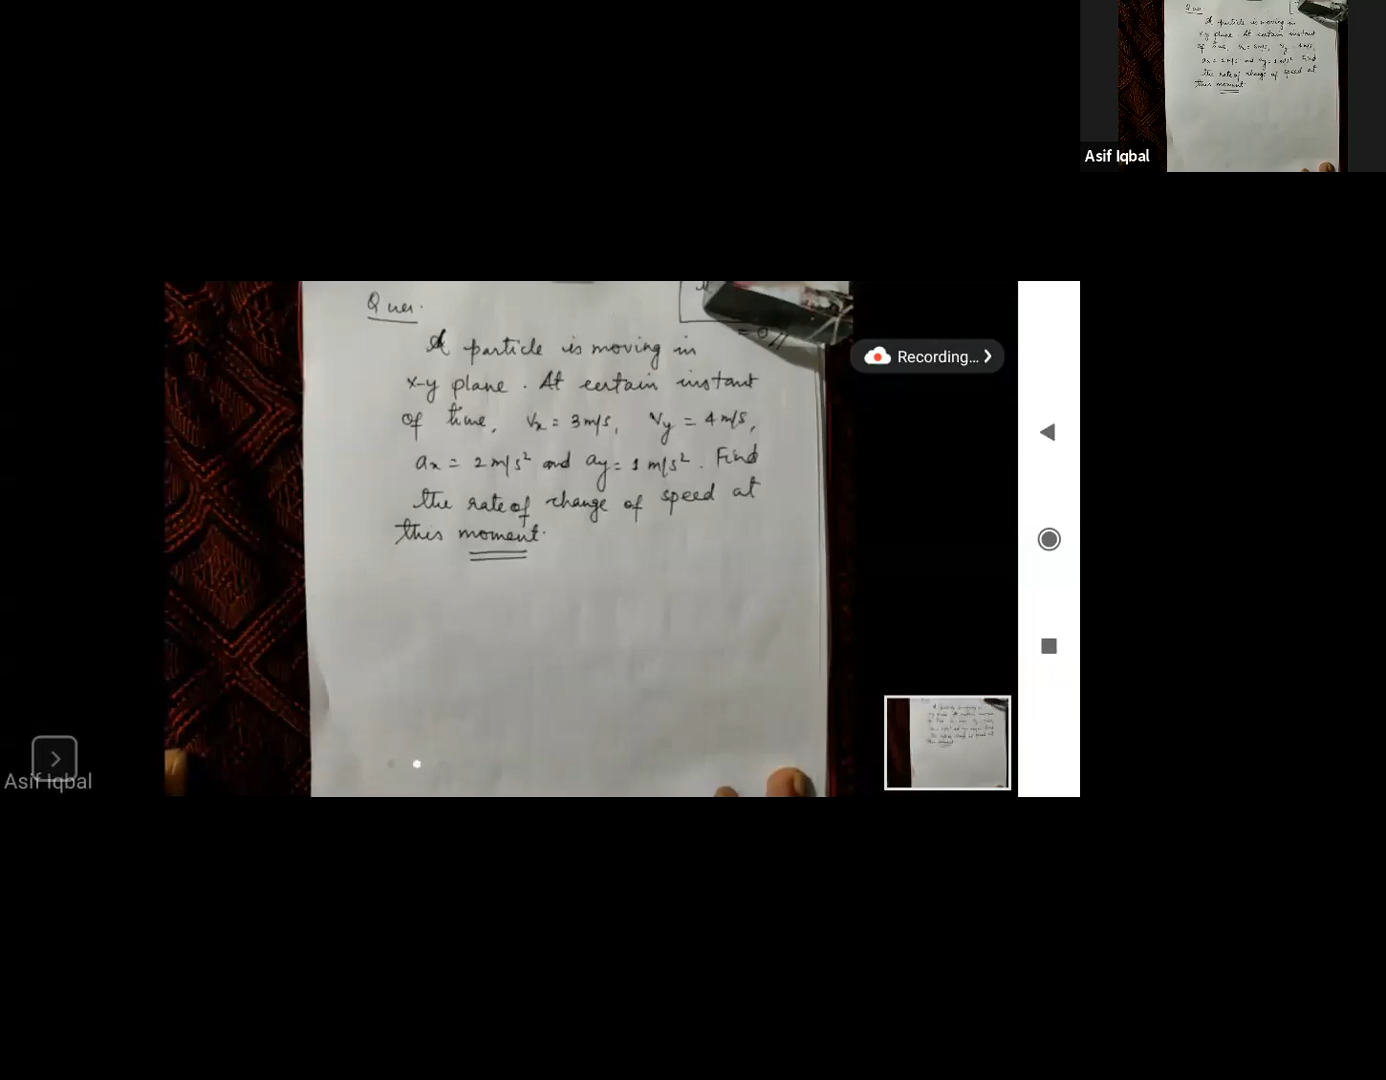 Asif Iqbal
Ques.
A particle is moving in
x-y plane. At certain instant
of time, Vx = 3 m/s, Vy = 4 m/s,
ax = 2 m/s² and ay = 1 m/s². Find
the rate of change of speed at
this moment.
= 0
Recording...
Asif Iqbal